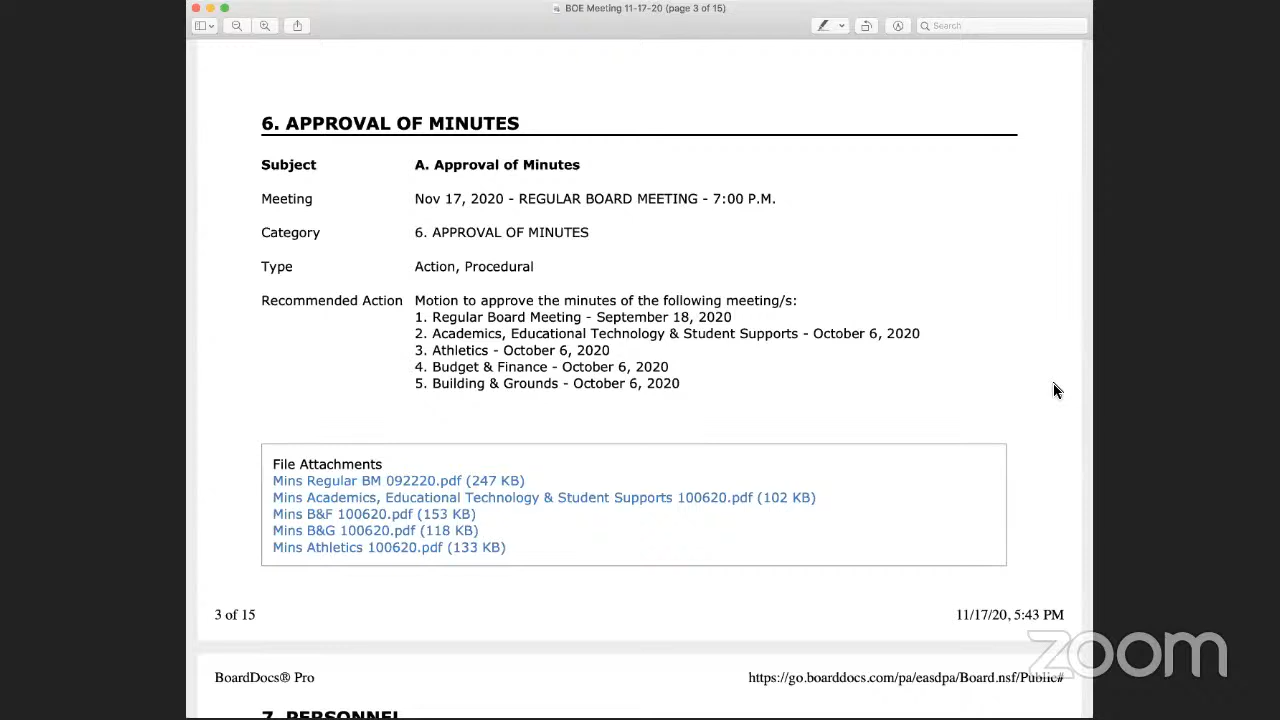 BOE Meeting 11-17-20 (page 3 of 15)
Search
6. APPROVAL OF MINUTES
Subject A. Approval of Minutes
Meeting Nov 17, 2020 - REGULAR BOARD MEETING - 7:00 P.M.
Category 6. APPROVAL OF MINUTES
Type Action, Procedural
Recommended Action Motion to approve the minutes of the following meeting/s:
1. Regular Board Meeting - September 18, 2020
2. Academics, Educational Technology & Student Supports - October 6, 2020
3. Athletics - October 6, 2020
4. Budget & Finance - October 6, 2020
5. Building & Grounds - October 6, 2020
File Attachments
Mins Regular BM 092220.pdf (247 KB)
Mins Academics, Educational Technology & Student Supports 100620.pdf (102 KB)
Mins B&F 100620.pdf (153 KB)
Mins B&G 100620.pdf (118 KB)
Mins Athletics 100620.pdf (133 KB)
3 of 15 11/17/20, 5:43 PM
zoom
BoardDocs® Pro https://go.boarddocs.com/pa/easdpa/Board.nsf/Public#
7. PERSONNEL